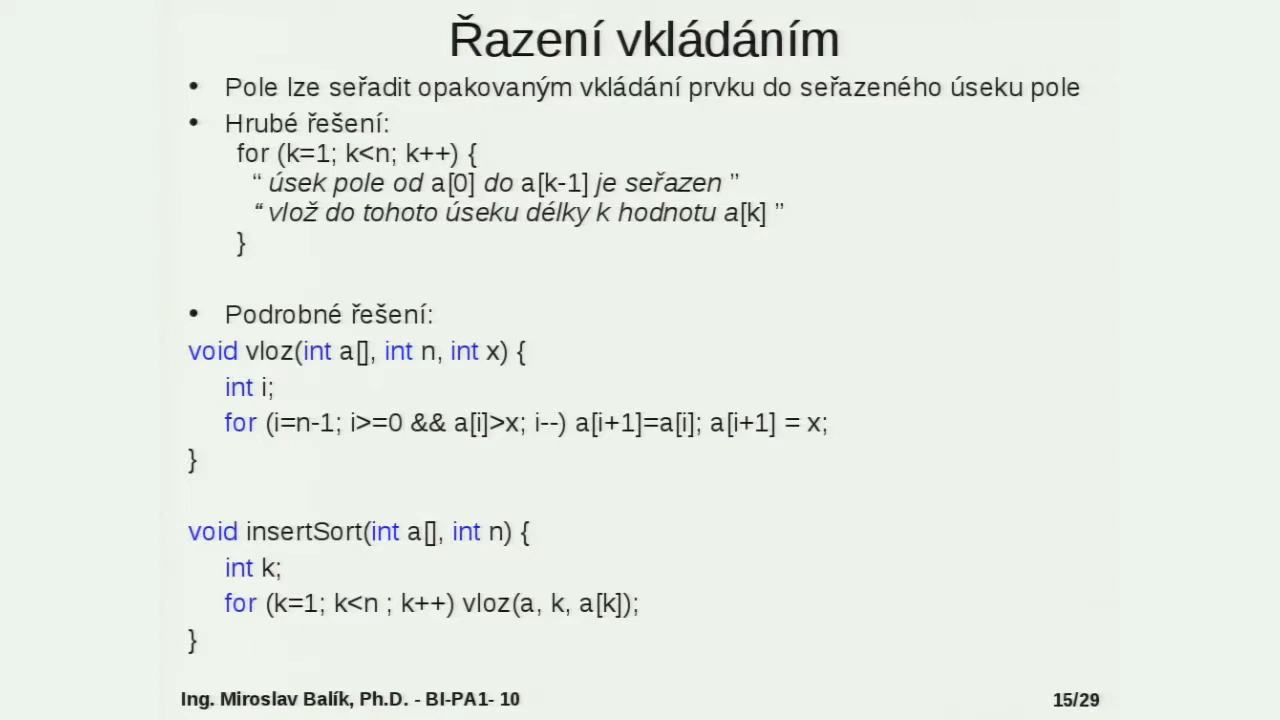 Řazení vkládáním
• Pole lze seřadit opakovaným vkládání prvku do seřazeného úseku pole
• Hrubé řešení:
for (k=1; k<n; k++) {
“ úsek pole od a[0] do a[k-1] je seřazen ”
“ vlož do tohoto úseku délky k hodnotu a[k] ”
}
• Podrobné řešení:
void vloz(int a[], int n, int x) {
int i;
for (i=n-1; i>=0 && a[i]>x; i--) a[i+1]=a[i]; a[i+1] = x;
}
void insertSort(int a[], int n) {
int k;
for (k=1; k<n ; k++) vloz(a, k, a[k]);
}
Ing. Miroslav Balík, Ph.D. - BI-PA1- 10
15/29